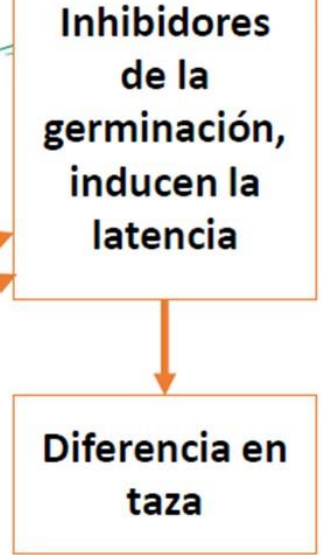 Inhibidores
de la
germinación,
inducen la
latencia
Diferencia en
taza